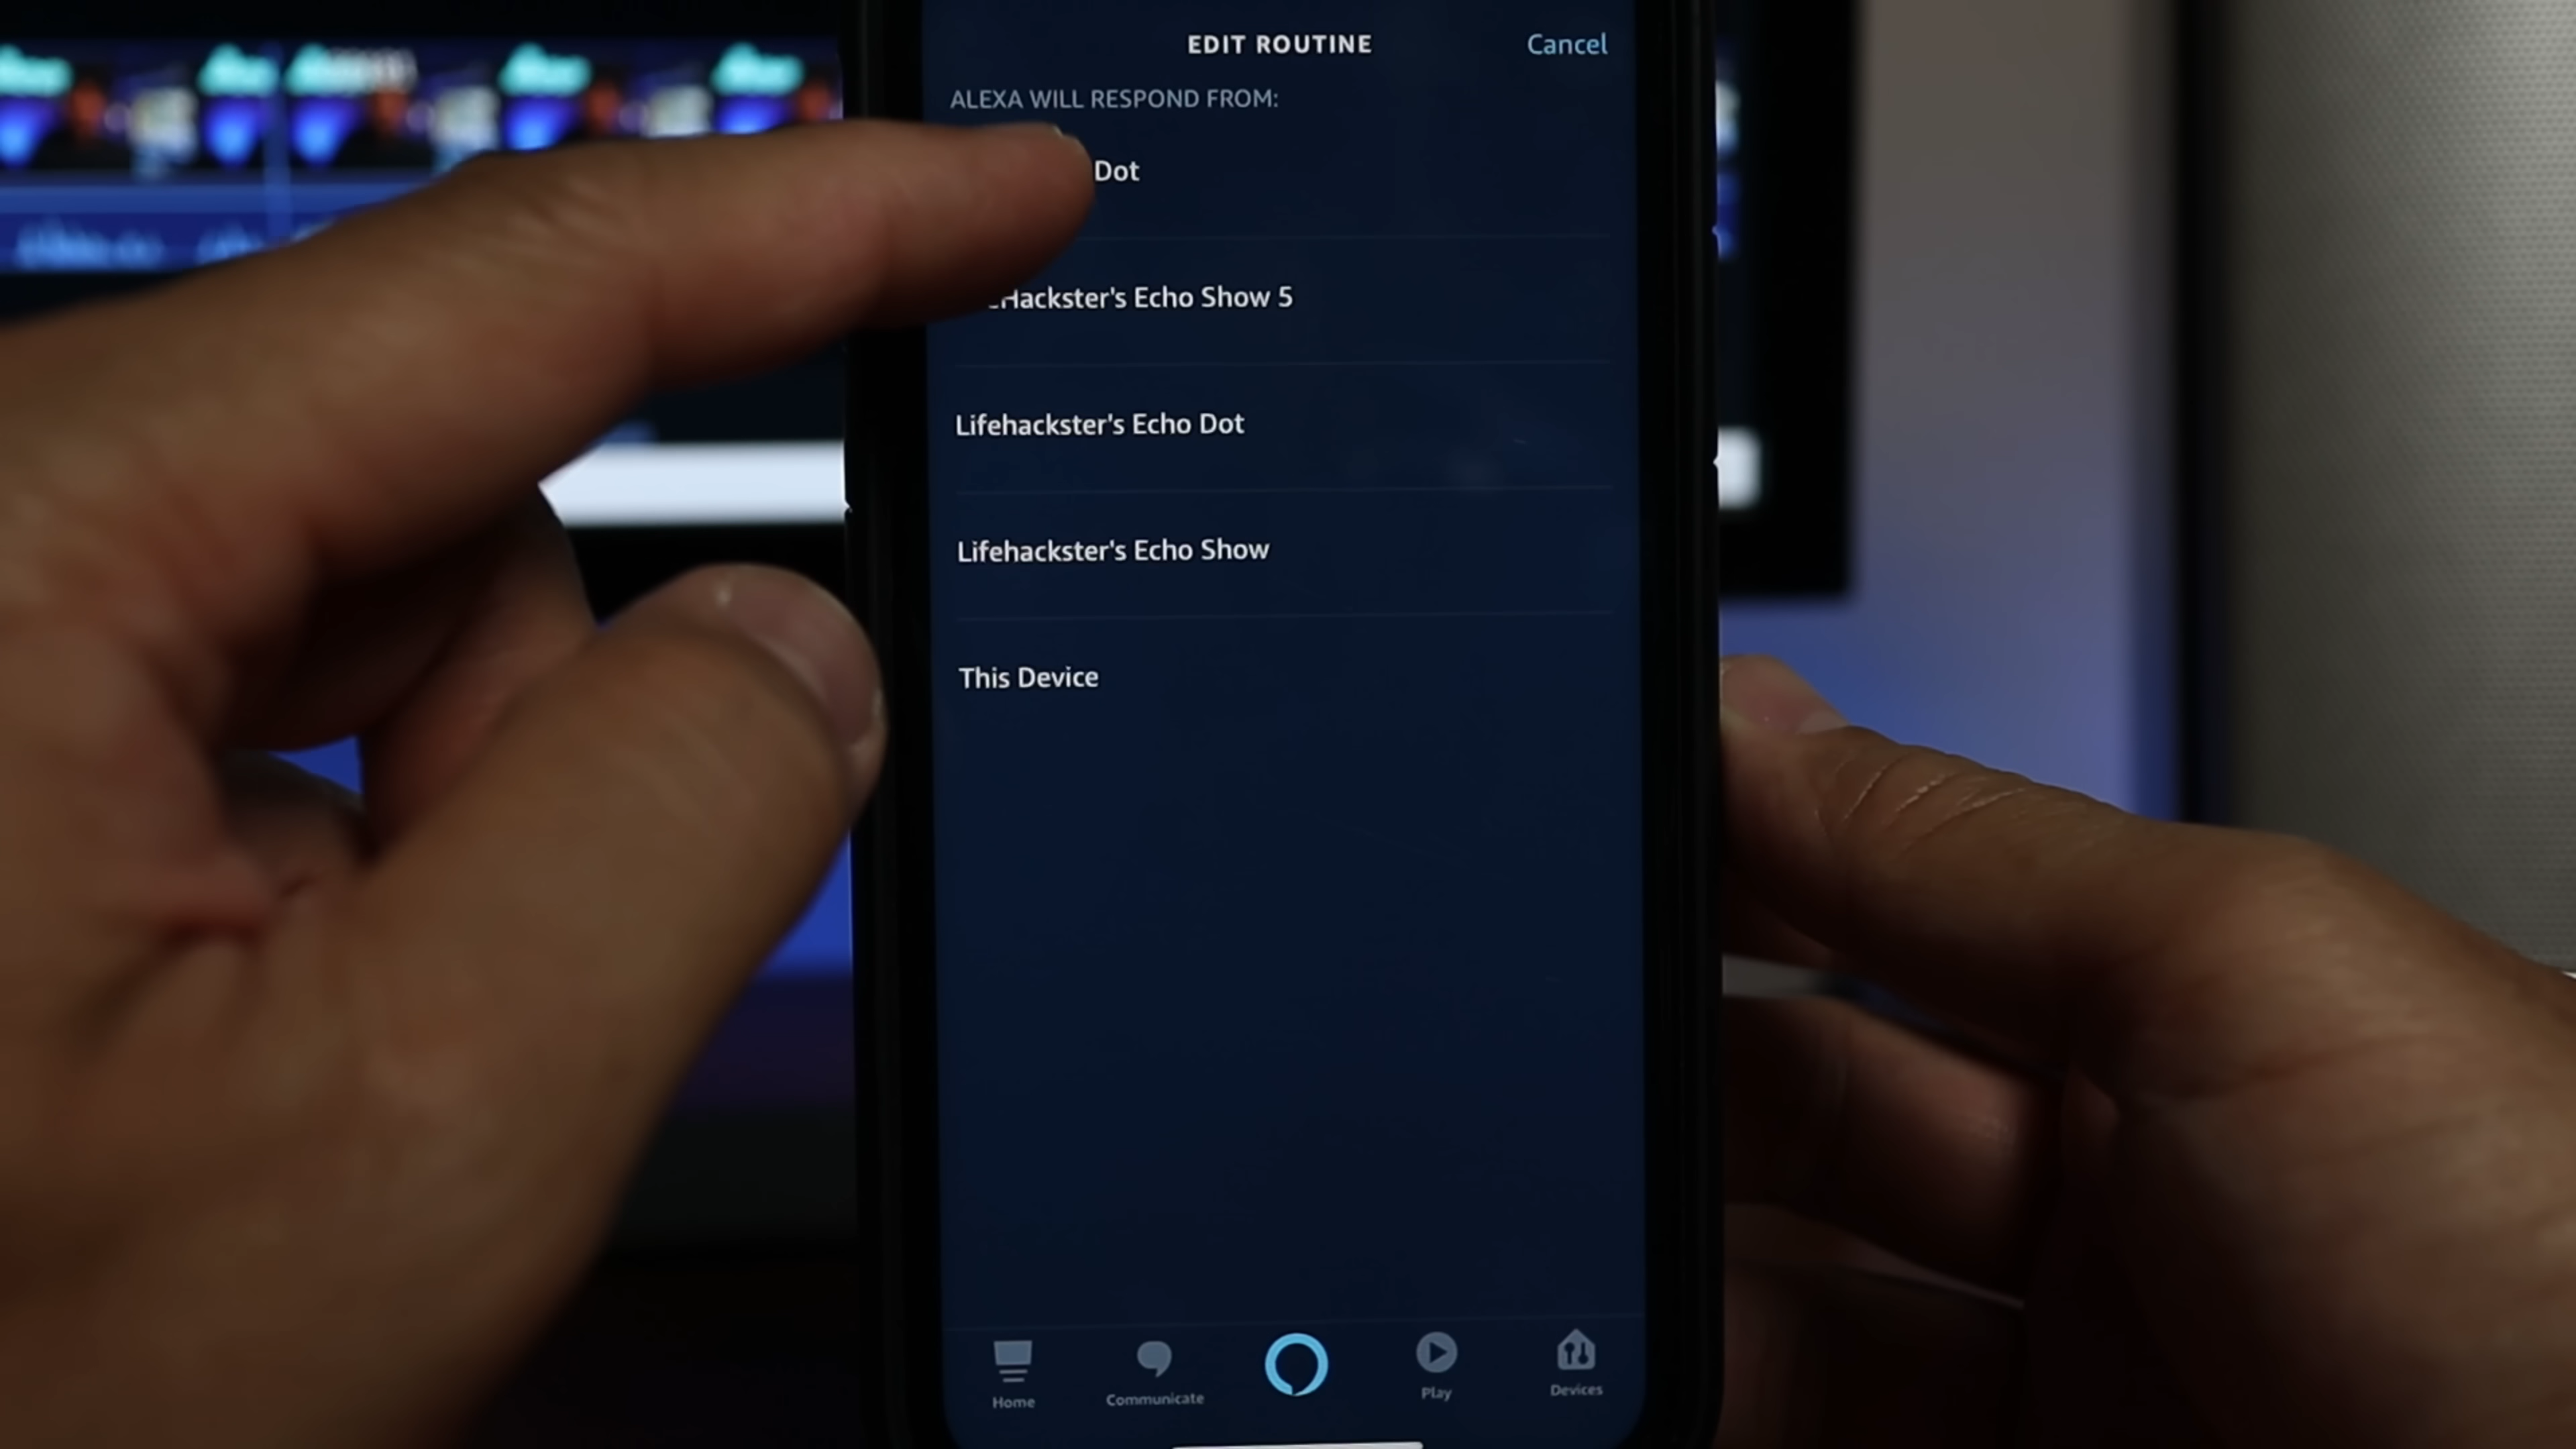 EDIT ROUTINE
Cancel
ALEXA WILL RESPOND FROM:
Dot
Hackster's Echo Show 5
Lifehackster's Echo Dot
Lifehackster's Echo Show
This Device
Home
Communicate
Play
Devices